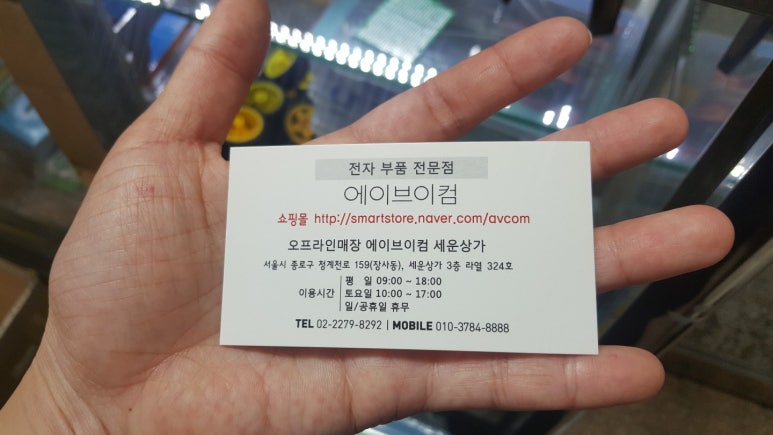 전자 부품 전문점
에이브이컴
쇼핑몰 http://smartstore.naver.com/avcom
오프라인매장 에이브이컴 세운상가
서울시 종로구 청계천로 159(장사동), 세운상가 3층 라열 324호
이용시간
평 일 09:00 ~ 18:00
토요일 10:00 ~ 17:00
일/공휴일 휴무
TEL 02-2279-8292 | MOBILE 010-3784-8888